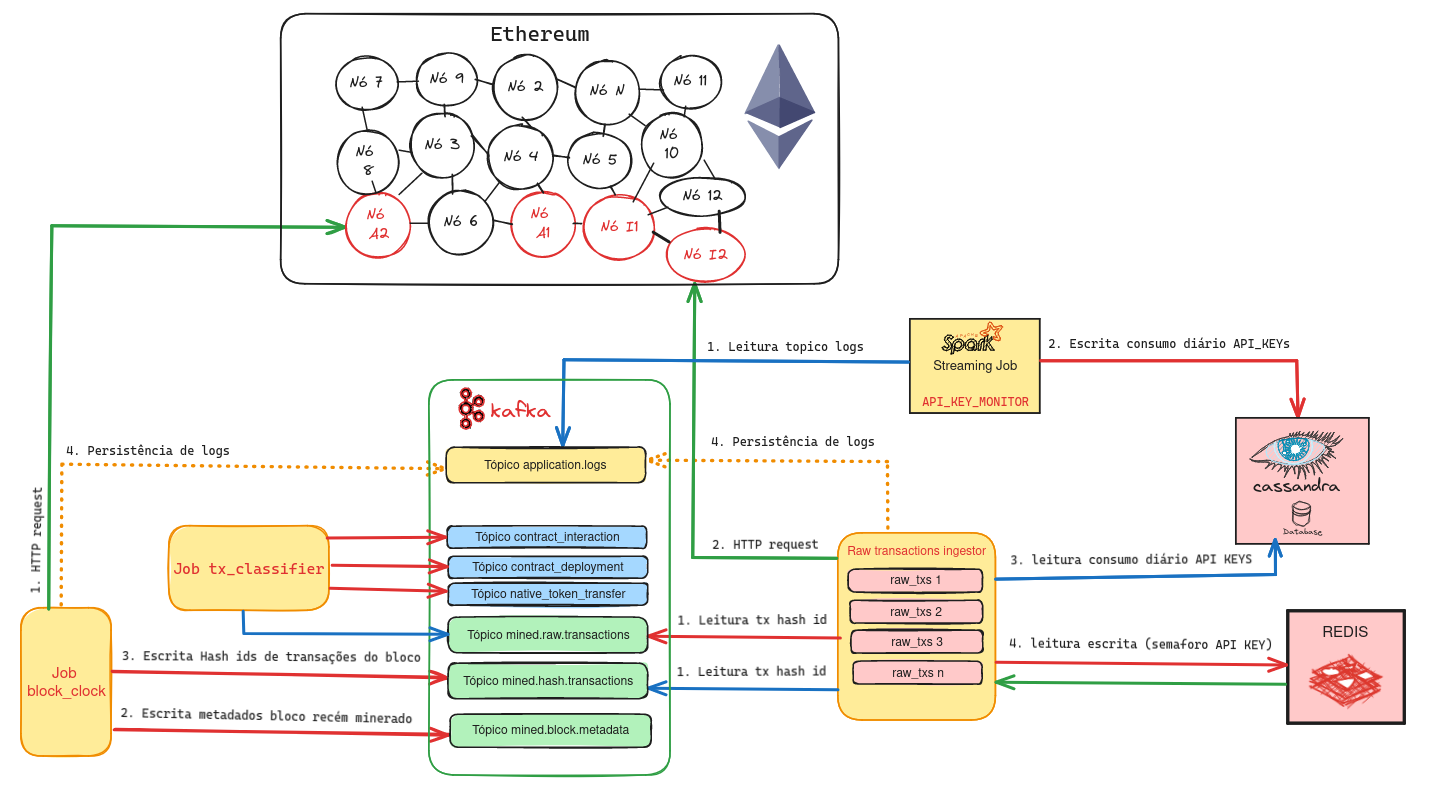 Ethereum
Nó 7
Nó 9
Nó 2
Nó N
Nó 11
Nó
8
Nó 3
Nó 4
Nó 5
Nó
10
Nó 12
Nó
A2
Nó 6
Nó
A1
Nó I1
Nó I2
1. Leitura topico logs
APACHE
Spark
Streaming Job
API_KEY_MONITOR
2. Escrita consumo diário API_KEYs
kafka
cassandra
Database
4. Persistência de logs
Tópico application.logs
4. Persistência de logs
1. HTTP request
Job tx_classifier
Tópico contract_interaction
Tópico contract_deployment
Tópico native_token_transfer
Tópico mined.raw.transactions
Tópico mined.hash.transactions
Tópico mined.block.metadata
2. HTTP request
Raw transactions ingestor
raw_txs 1
raw_txs 2
raw_txs 3
raw_txs n
3. leitura consumo diário API KEYS
1. Leitura tx hash id
1. Leitura tx hash id
4. leitura escrita (semaforo API KEY)
REDIS
Job
block_clock
3. Escrita Hash ids de transações do bloco
2. Escrita metadados bloco recém minerado